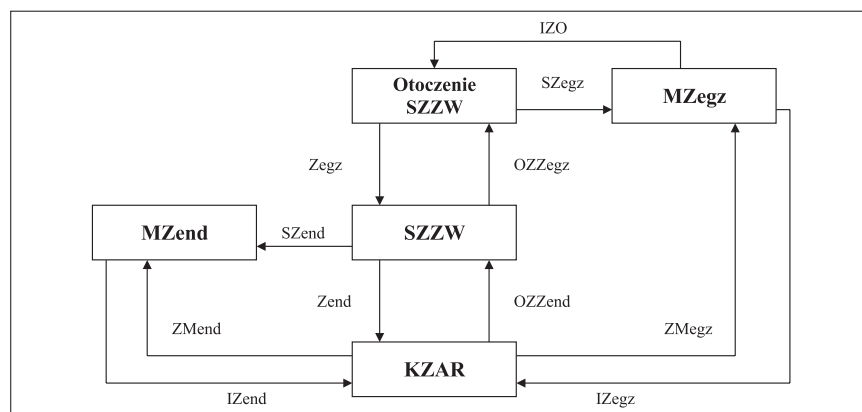 IZO
Otoczenie
SZZW
SZegz
MZegz
Zegz
OZZegz
MZend
SZend
SZZW
Zend
OZZend
ZMend
ZMegz
KZAR
IZend
IZegz